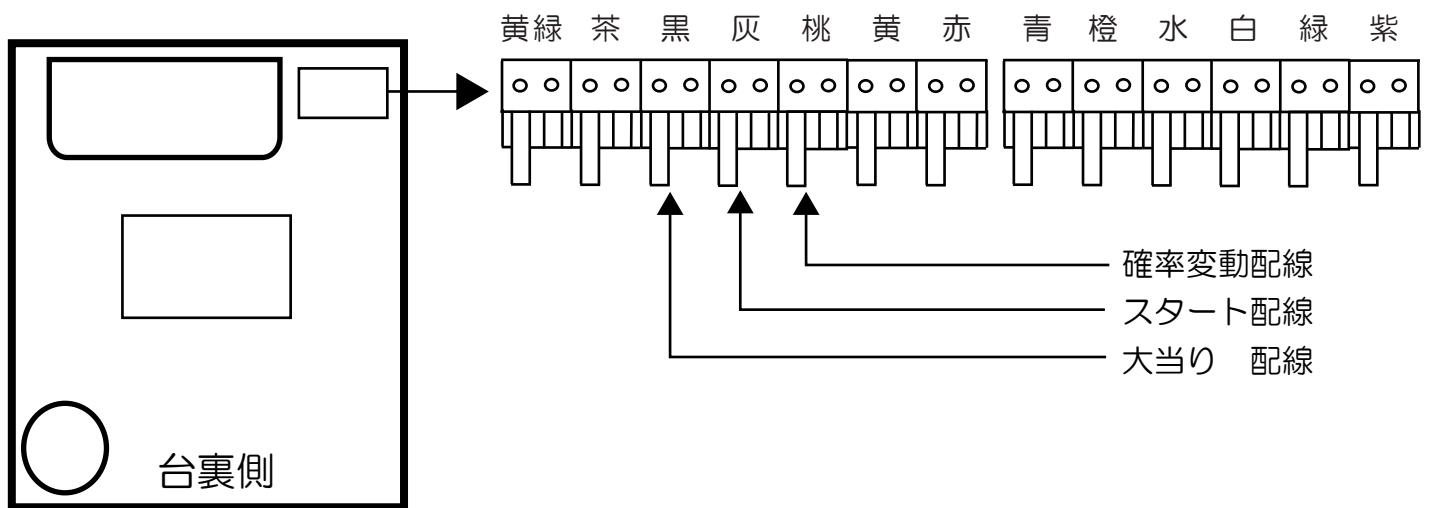 黄緑 茶 黒 灰 桃 黄 赤 青 橙 水 白 緑 紫
確率変動配線
スタート配線
大当り　配線
台裏側